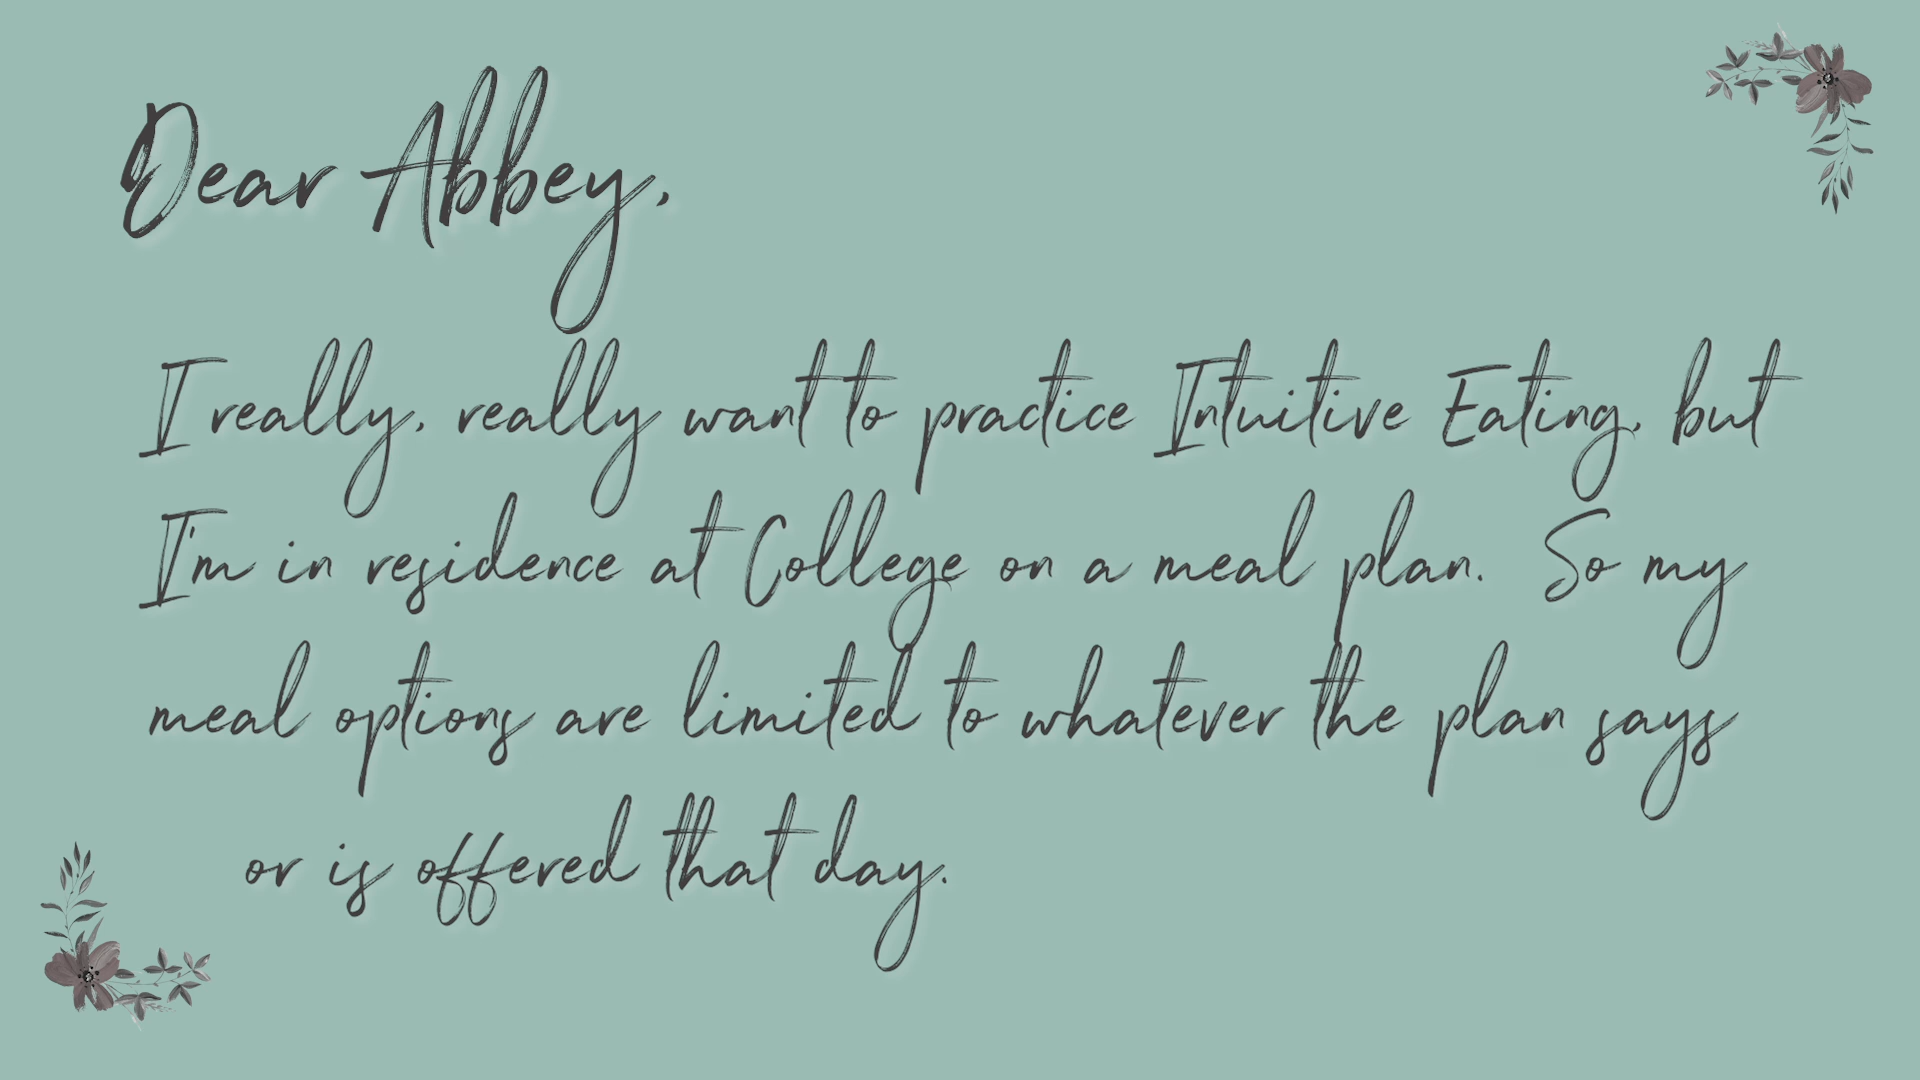 Dear Abbey,
I really, really want to practice Intuitive Eating, but
I'm in residence at College on a meal plan. So my
meal options are limited to whatever the plan says
or is offered that day.